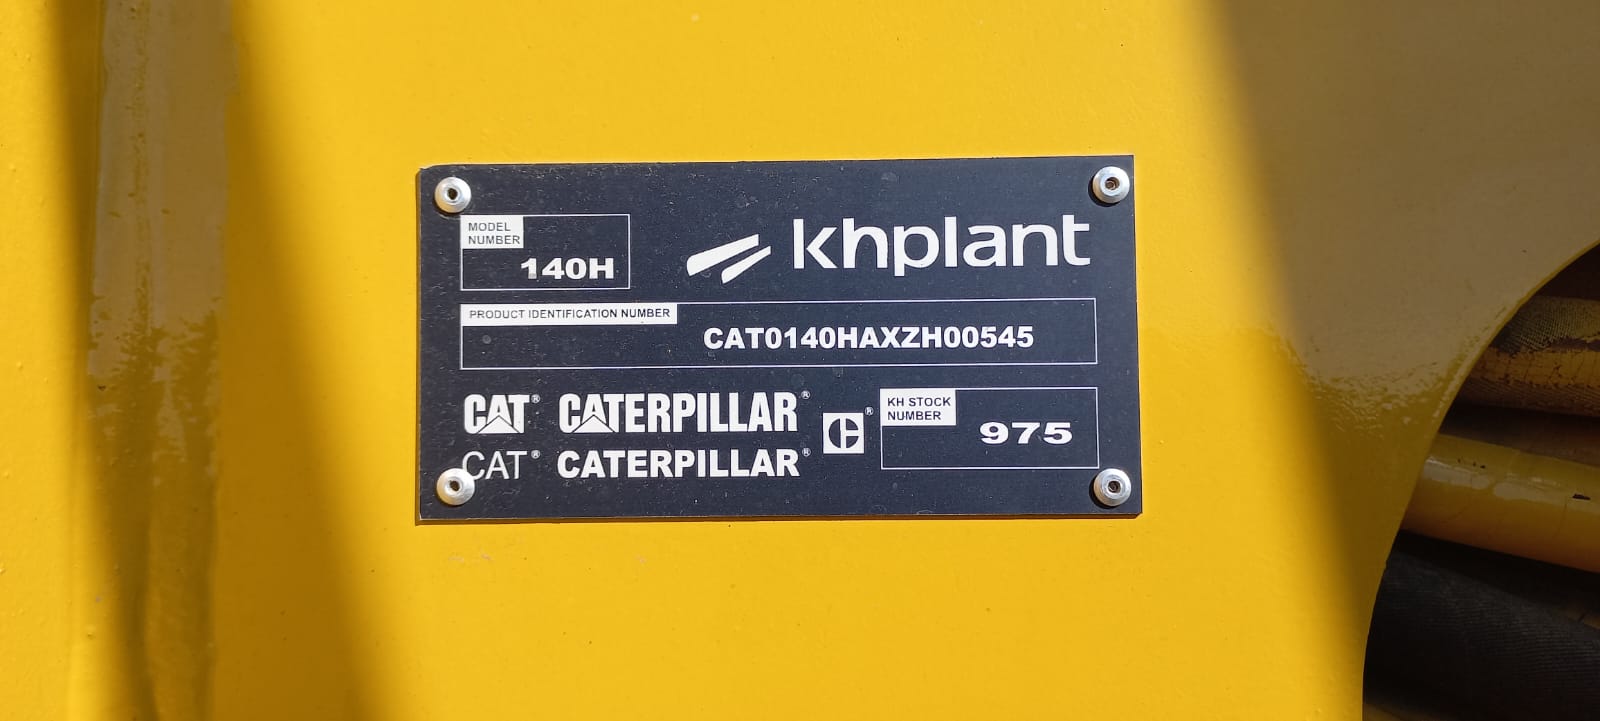 MODEL
NUMBER
140H
khplant
PRODUCT IDENTIFICATION NUMBER
CAT0140HAXZH00545
CAT® CATERPILLAR®
CAT® CATERPILLAR®
C®
KH STOCK
NUMBER
975